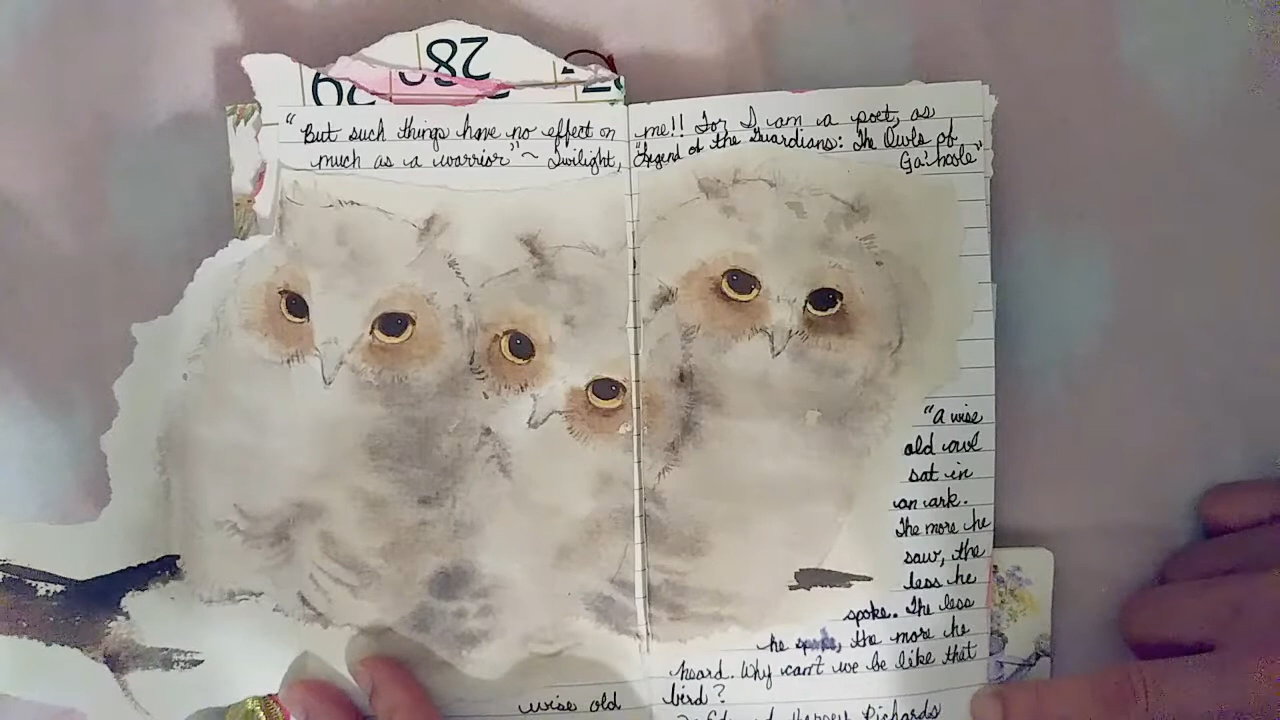 28
29
"But such things have no effect on me!! For I am a poet, as
much as a warrior" ~ Twilight, "Legend of the Guardians: The Owls of
Ga'hoole"
"A wise
old owl
sat in
an ark.
The more he
saw, the
less he
spoke. The less
he spoke, the more he
heard. Why can't we be like that
wise old bird?
Richards